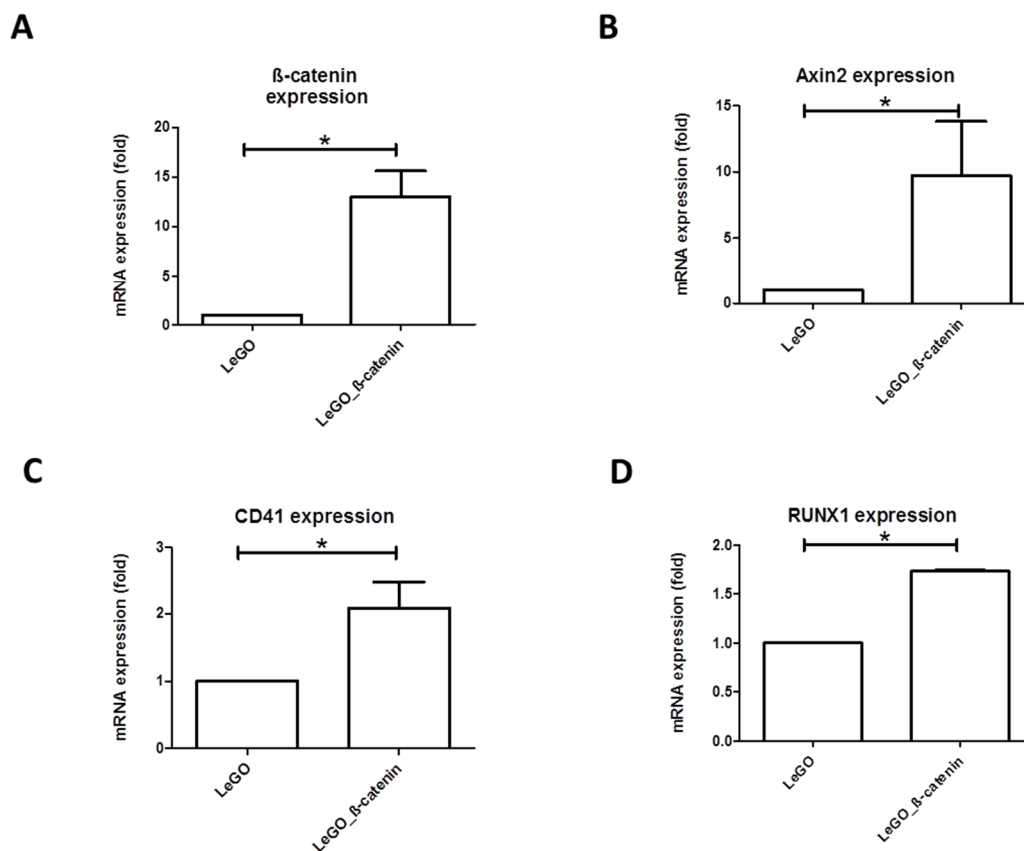 A
ß-catenin
expression
mRNA expression (fold)
20
15
10
5
0
*
LeGO
LeGO_ß-catenin
B
Axin2 expression
mRNA expression (fold)
15
10
5
0
*
LeGO
LeGO_ß-catenin
C
CD41 expression
mRNA expression (fold)
3
2
1
0
*
LeGO
LeGO_ß-catenin
D
RUNX1 expression
mRNA expression (fold)
2.0
1.5
1.0
0.5
0.0
*
LeGO
LeGO_ß-catenin